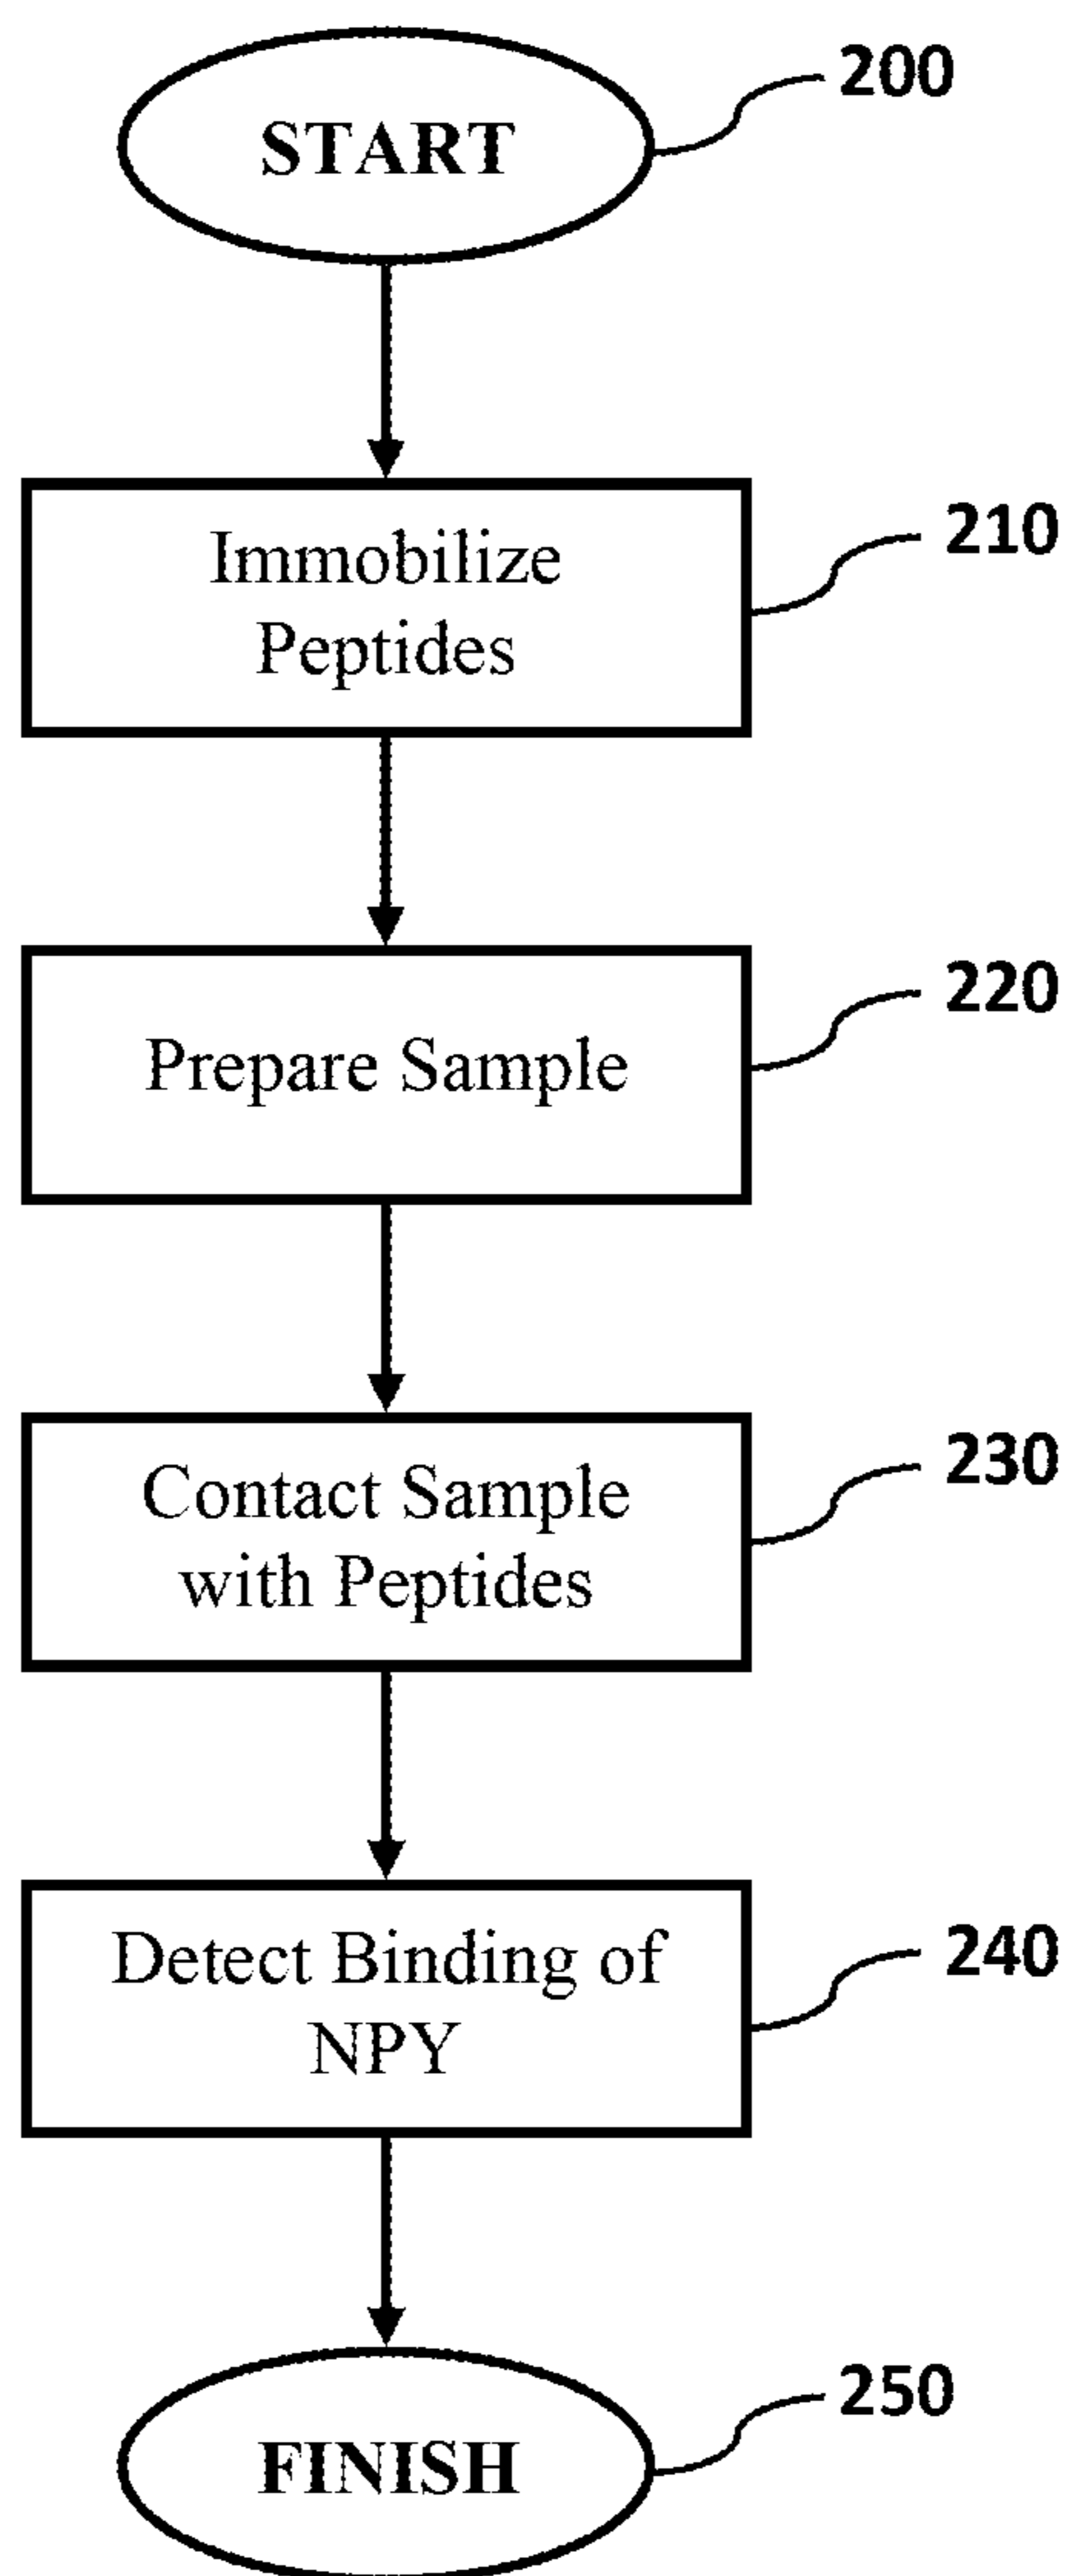 START
200
Immobilize
Peptides
210
Prepare Sample
220
Contact Sample
with Peptides
230
Detect Binding of
NPY
240
FINISH
250